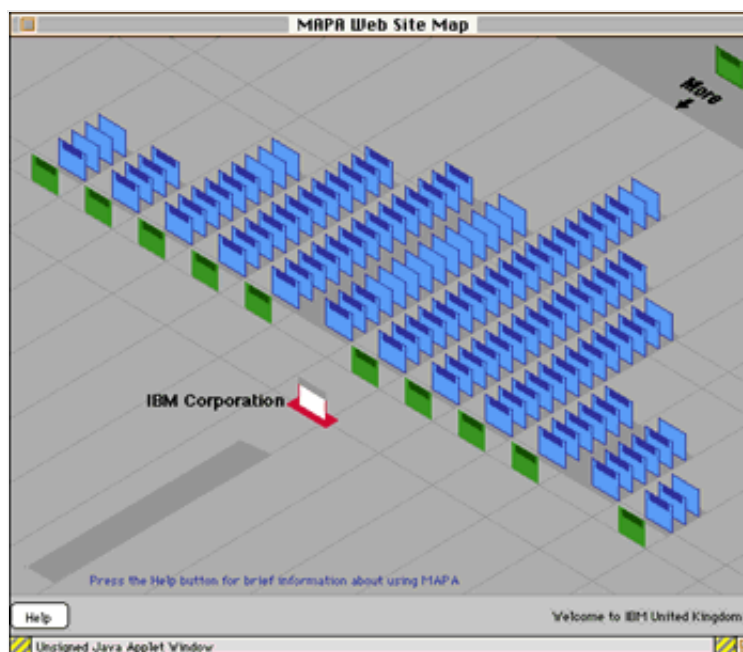 MAPA Web Site Map
More
IBM Corporation
Press the Help button for brief information about using MAPA
Help
Welcome to IBM United Kingdom
Unsigned Java Applet Window